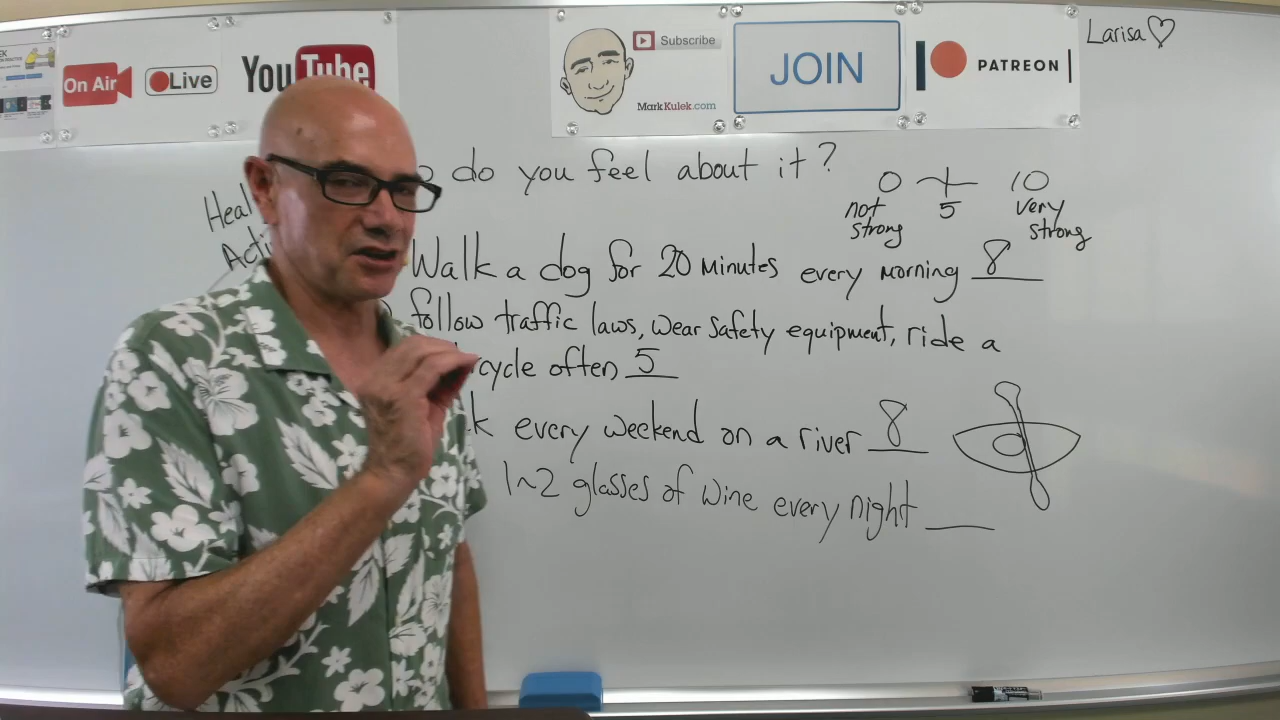 On Air
Live
YouTube
Subscribe
MarkKulek.com
JOIN
PATREON
Larisa♡
do you feel about it?
0 5 10
not strong
very strong
Walk a dog for 20 minutes every morning 8
follow traffic laws, wear safety equipment, ride a
cycle often 5
every weekend on a river 8
1~2 glasses of wine every night